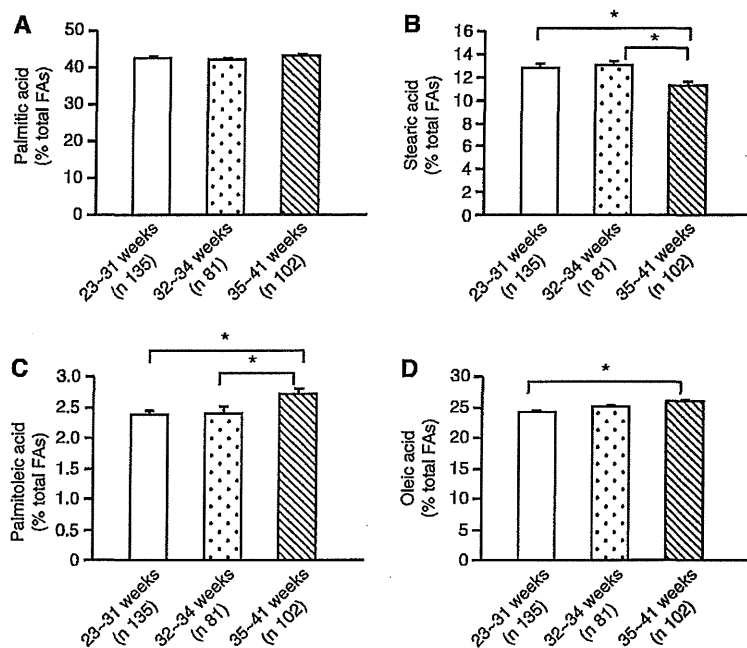 A
Palmitic acid
(% total FAs)
50
40
30
20
10
0
23~31 weeks
(n 135)
32~34 weeks
(n 81)
35~41 weeks
(n 102)
B
Stearic acid
(% total FAs)
16
14
12
10
8
6
4
2
0
*
*
23~31 weeks
(n 135)
32~34 weeks
(n 81)
35~41 weeks
(n 102)
C
Palmitoleic acid
(% total FAs)
3.0
2.5
2.0
1.5
1.0
0.5
0
*
*
23~31 weeks
(n 135)
32~34 weeks
(n 81)
35~41 weeks
(n 102)
D
Oleic acid
(% total FAs)
30
25
20
15
10
5
0
*
23~31 weeks
(n 135)
32~34 weeks
(n 81)
35~41 weeks
(n 102)